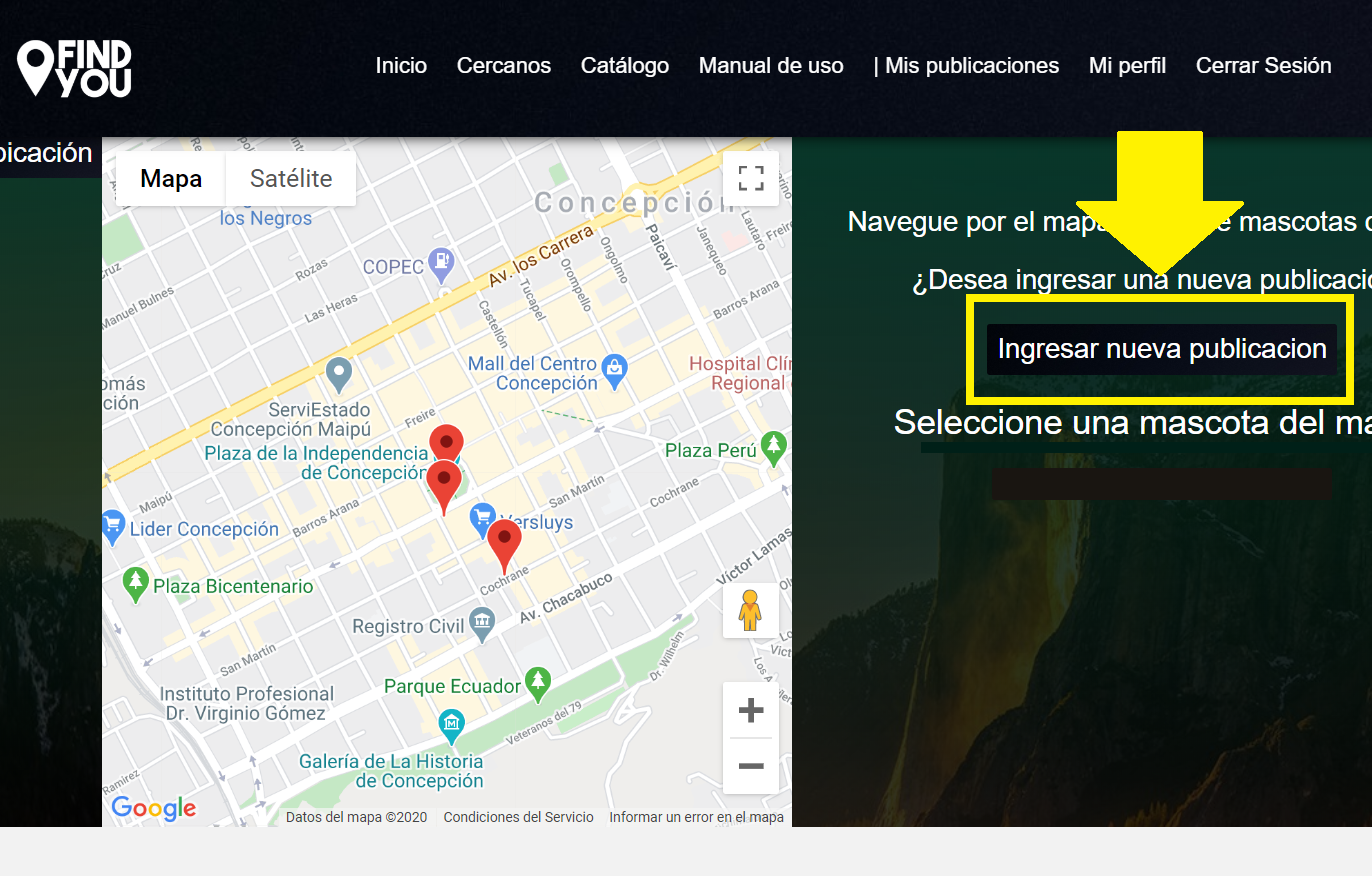 FIND
YOU
Inicio Cercanos Catálogo Manual de uso | Mis publicaciones Mi perfil Cerrar Sesión
bicación
Mapa Satélite
los Negros
Concepción
COPEC
Av. los Carrera
Paicaví
Janequeo
Lautaro
Freire
Ongolmo
Orompello
Tucapel
Castellón
Barros Arana
Rozas
Las Heras
Manuel Bulnes
Cruz
Mall del Centro
Concepción
Hospital Clír
Regional
omás
ción
ServiEstado
Concepción Maipú
Freire
Plaza de la Independencia
de Concepción
Plaza Perú
Maipú
Barros Arana
San Martín
Cochrane
Lider Concepción
Versluys
Víctor Lamas
Plaza Bicentenario
Cochrane
Av. Chacabuco
Registro Civil
San Martín
Dr. Wilhelm
Parque Ecuador
Instituto Profesional
Dr. Virginio Gómez
Veteranos del 79
Galería de La Historia
de Concepción
Ramirez
Google
Datos del mapa ©2020 Condiciones del Servicio Informar un error en el mapa
Navegue por el mapa e mascotas
¿Desea ingresar una nueva publicació
Ingresar nueva publicacion
Seleccione una mascota del ma